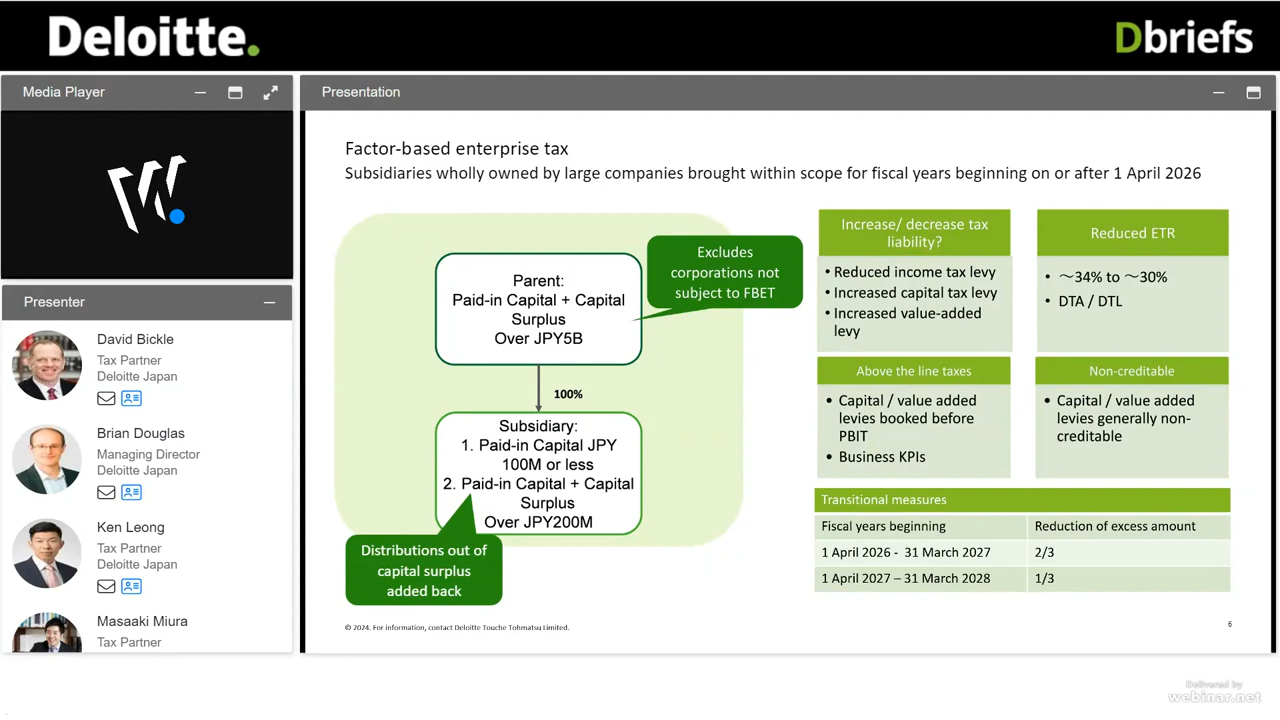 Deloitte.
Dbriefs
Media Player
Presentation
Presenter
David Bickle
Tax Partner
Deloitte Japan
Brian Douglas
Managing Director
Deloitte Japan
Ken Leong
Tax Partner
Deloitte Japan
Masaaki Miura
Tax Partner
Factor-based enterprise tax
Subsidiaries wholly owned by large companies brought within scope for fiscal years beginning on or after 1 April 2026
Parent:
Paid-in Capital + Capital
Surplus
Over JPY5B
Excludes
corporations not
subject to FBET
100%
Subsidiary:
1. Paid-in Capital JPY
100M or less
2. Paid-in Capital + Capital
Surplus
Over JPY200M
Distributions out of
capital surplus
added back
Increase/ decrease tax
liability?
• Reduced income tax levy
• Increased capital tax levy
• Increased value-added
levy
Reduced ETR
• ～34% to ～30%
• DTA / DTL
Above the line taxes
• Capital / value added
levies booked before
PBIT
• Business KPIs
Non-creditable
• Capital / value added
levies generally non-
creditable
Transitional measures
Fiscal years beginning Reduction of excess amount
1 April 2026 - 31 March 2027 2/3
1 April 2027 – 31 March 2028 1/3
© 2024. For information, contact Deloitte Touche Tohmatsu Limited.
6
Delivered by
webinar.net